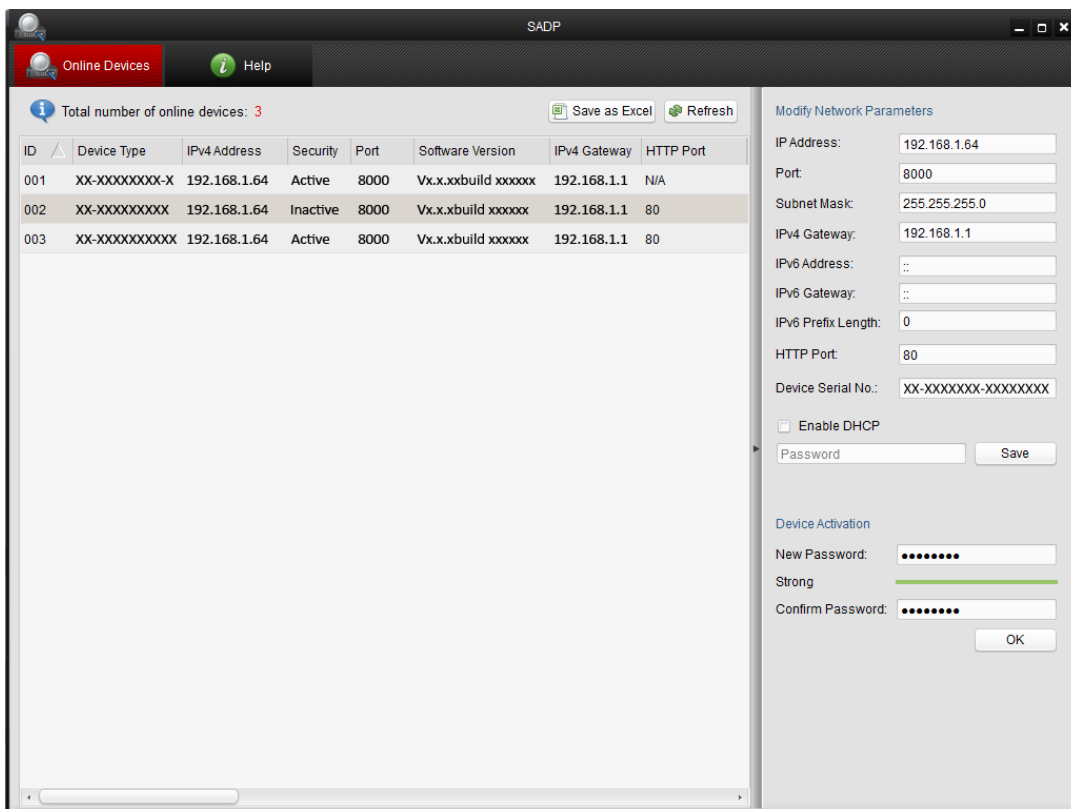 SADP
Online Devices
Help
Total number of online devices: 3
Save as Excel
Refresh
ID Device Type IPv4 Address Security Port Software Version IPv4 Gateway HTTP Port
001 XX-XXXXXXXX-X 192.168.1.64 Active 8000 Vx.x.xxbuild xxxxxx 192.168.1.1 N/A
002 XX-XXXXXXXXX 192.168.1.64 Inactive 8000 Vx.x.xbuild xxxxxx 192.168.1.1 80
003 XX-XXXXXXXXXX 192.168.1.64 Active 8000 Vx.x.xbuild xxxxxx 192.168.1.1 80
Modify Network Parameters
IP Address: 192.168.1.64
Port: 8000
Subnet Mask: 255.255.255.0
IPv4 Gateway: 192.168.1.1
IPv6 Address: ::
IPv6 Gateway: ::
IPv6 Prefix Length: 0
HTTP Port: 80
Device Serial No.: XX-XXXXXXX-XXXXXXXX
Enable DHCP
Password Save
Device Activation
New Password: ••••••••
Strong
Confirm Password: ••••••••
OK